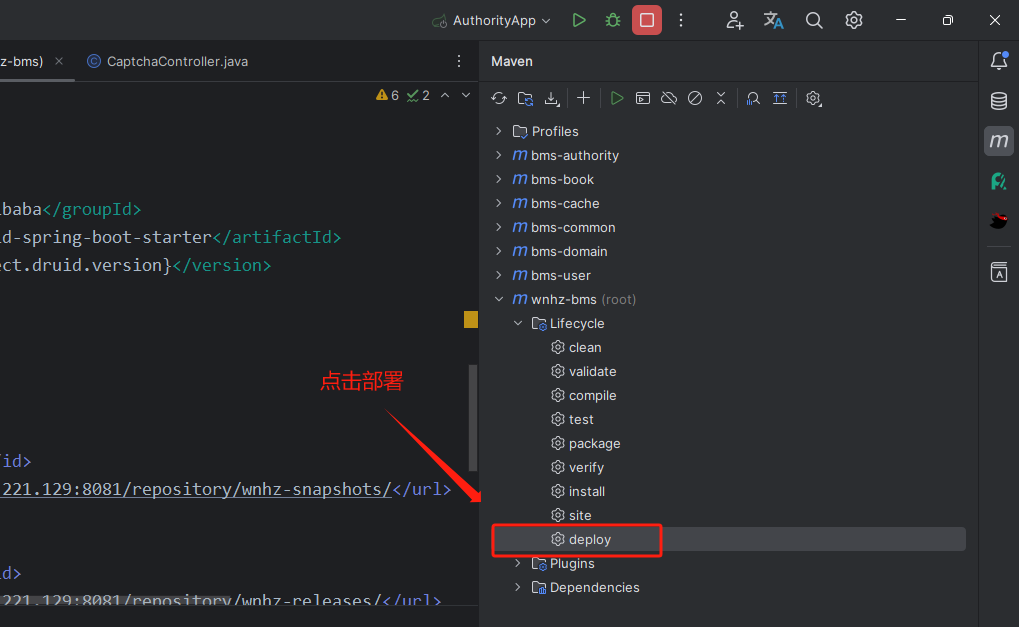 AuthorityApp
z-bms)
CaptchaController.java
Maven
6
2
Profiles
bms-authority
bms-book
bms-cache
bms-common
bms-domain
bms-user
wnhz-bms (root)
Lifecycle
clean
validate
compile
test
package
verify
install
site
deploy
Plugins
Dependencies
baba</groupId>
d-spring-boot-starter</artifactId>
ect.druid.version}</version>
点击部署
/id>
221.129:8081/repository/wnhz-snapshots/</url>
id>
221.129:8081/repository/wnhz-releases/</url>